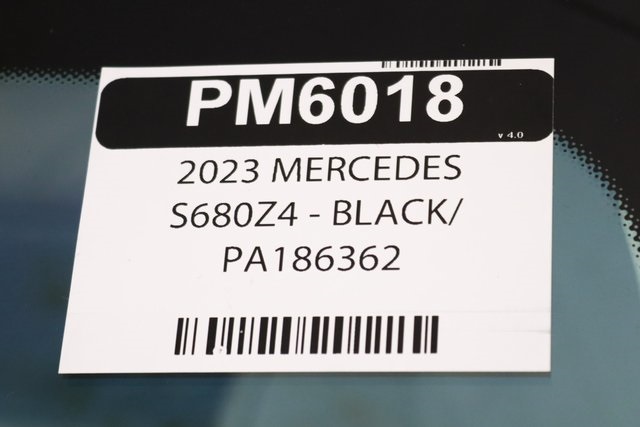 PM6018
v 4.0
2023 MERCEDES
S680Z4 - BLACK/
PA186362